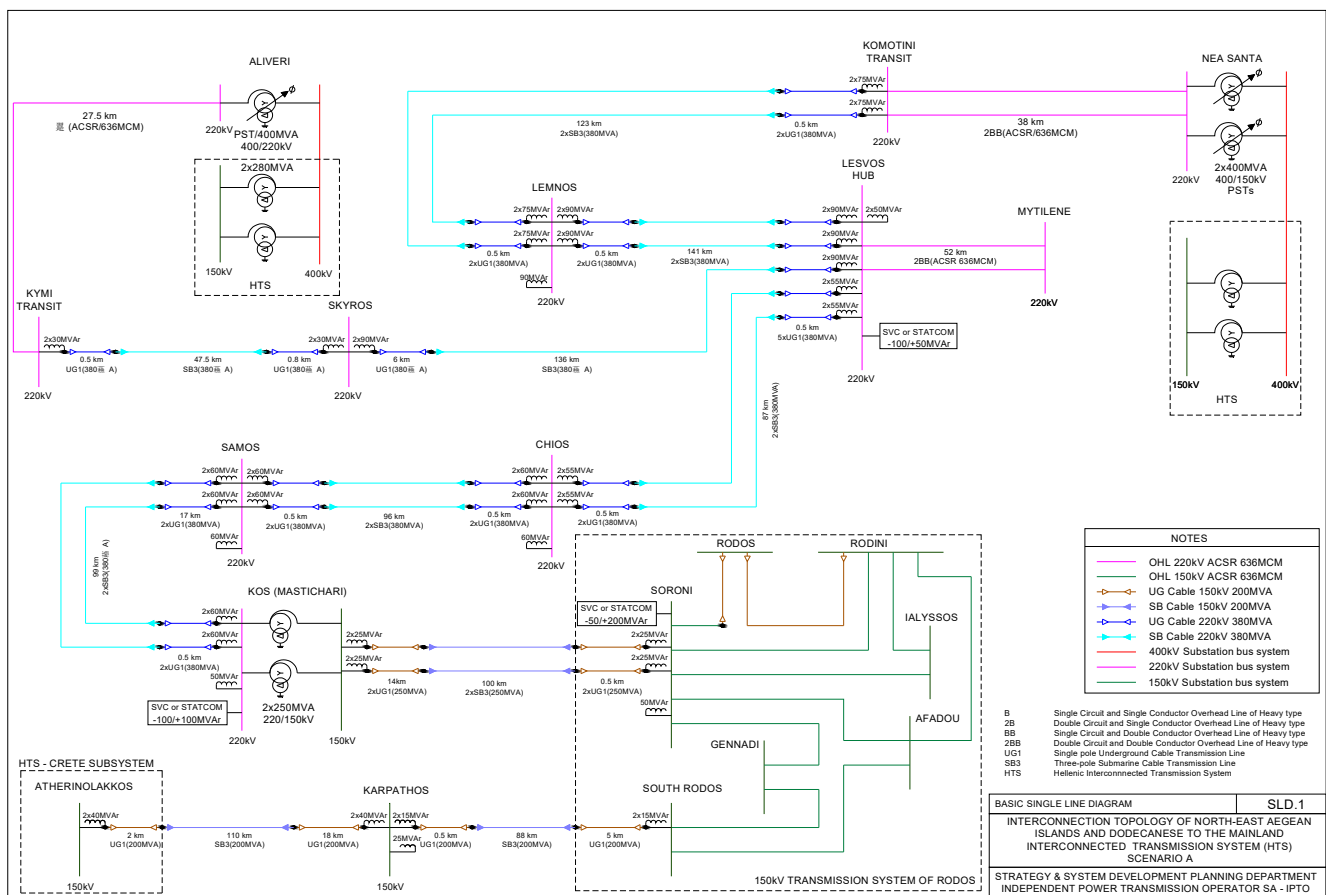 ALIVERI
27.5 km
(ACSR/636MCM)
220kV
PST/400MVA
400/220kV
2x280MVA
150kV
400kV
HTS
KYMI
TRANSIT
2x30MVAr
0.5 km
UG1(380 A)
47.5 km
SB3(380 A)
0.8 km
UG1(380 A)
220kV
SKYROS
2x30MVAr
2x90MVAr
6 km
UG1(380 A)
136 km
SB3(380 A)
220kV
KOMOTINI
TRANSIT
2x75MVAr
2x75MVAr
123 km
2xSB3(380MVA)
0.5 km
2xUG1(380MVA)
220kV
38 km
2BB(ACSR/636MCM)
NEA SANTA
220kV
2x400MVA
400/150kV
PSTs
150kV
400kV
HTS
LEMNOS
2x75MVAr
2x90MVAr
2x75MVAr
2x90MVAr
0.5 km
2xUG1(380MVA)
0.5 km
2xUG1(380MVA)
90MVAr
220kV
141 km
2xSB3(380MVA)
LESVOS
HUB
2x90MVAr
2x50MVAr
2x90MVAr
2x90MVAr
2x55MVAr
2x55MVAr
0.5 km
5xUG1(380MVA)
SVC or STATCOM
-100/+50MVAr
220kV
MYTILENE
52 km
2BB(ACSR 636MCM)
220kV
87 km
2xSB3(380MVA)
SAMOS
2x60MVAr
2x60MVAr
2x60MVAr
2x60MVAr
17 km
2xUG1(380MVA)
0.5 km
2xUG1(380MVA)
60MVAr
220kV
96 km
2xSB3(380MVA)
CHIOS
2x60MVAr
2x55MVAr
2x60MVAr
2x55MVAr
0.5 km
2xUG1(380MVA)
0.5 km
2xUG1(380MVA)
60MVAr
220kV
99 km
2xSB3(380 A)
KOS (MASTICHARI)
2x60MVAr
2x60MVAr
0.5 km
2xUG1(380MVA)
50MVAr
SVC or STATCOM
-100/+100MVAr
220kV
2x250MVA
220/150kV
150kV
2x25MVAr
2x25MVAr
14km
2xUG1(250MVA)
100 km
2xSB3(250MVA)
0.5 km
2xUG1(250MVA)
RODOS
RODINI
SORONI
SVC or STATCOM
-50/+200MVAr
2x25MVAr
2x25MVAr
50MVAr
150kV
IALYSSOS
AFADOU
GENNADI
SOUTH RODOS
2x15MVAr
5 km
UG1(200MVA)
150kV
150kV TRANSMISSION SYSTEM OF RODOS
HTS - CRETE SUBSYSTEM
ATHERINOLAKKOS
2x40MVAr
2 km
UG1(200MVA)
150kV
110 km
SB3(200MVA)
18 km
UG1(200MVA)
KARPATHOS
2x40MVAr
2x15MVAr
25MVAr
0.5 km
UG1(200MVA)
88 km
SB3(200MVA)
150kV
NOTES
OHL 220kV ACSR 636MCM
OHL 150kV ACSR 636MCM
UG Cable 150kV 200MVA
SB Cable 150kV 200MVA
UG Cable 220kV 380MVA
SB Cable 220kV 380MVA
400kV Substation bus system
220kV Substation bus system
150kV Substation bus system
B Single Circuit and Single Conductor Overhead Line of Heavy type
2B Double Circuit and Single Conductor Overhead Line of Heavy type
BB Single Circuit and Double Conductor Overhead Line of Heavy type
2BB Double Circuit and Double Conductor Overhead Line of Heavy type
UG1 Single pole Underground Cable Transmission Line
SB3 Three-pole Submarine Cable Transmission Line
HTS Hellenic Interconnnected Transmission System
BASIC SINGLE LINE DIAGRAM SLD.1
INTERCONNECTION TOPOLOGY OF NORTH-EAST AEGEAN
ISLANDS AND DODECANESE TO THE MAINLAND
INTERCONNECTED TRANSMISSION SYSTEM (HTS)
SCENARIO A
STRATEGY & SYSTEM DEVELOPMENT PLANNING DEPARTMENT
INDEPENDENT POWER TRANSMISSION OPERATOR SA - IPTO